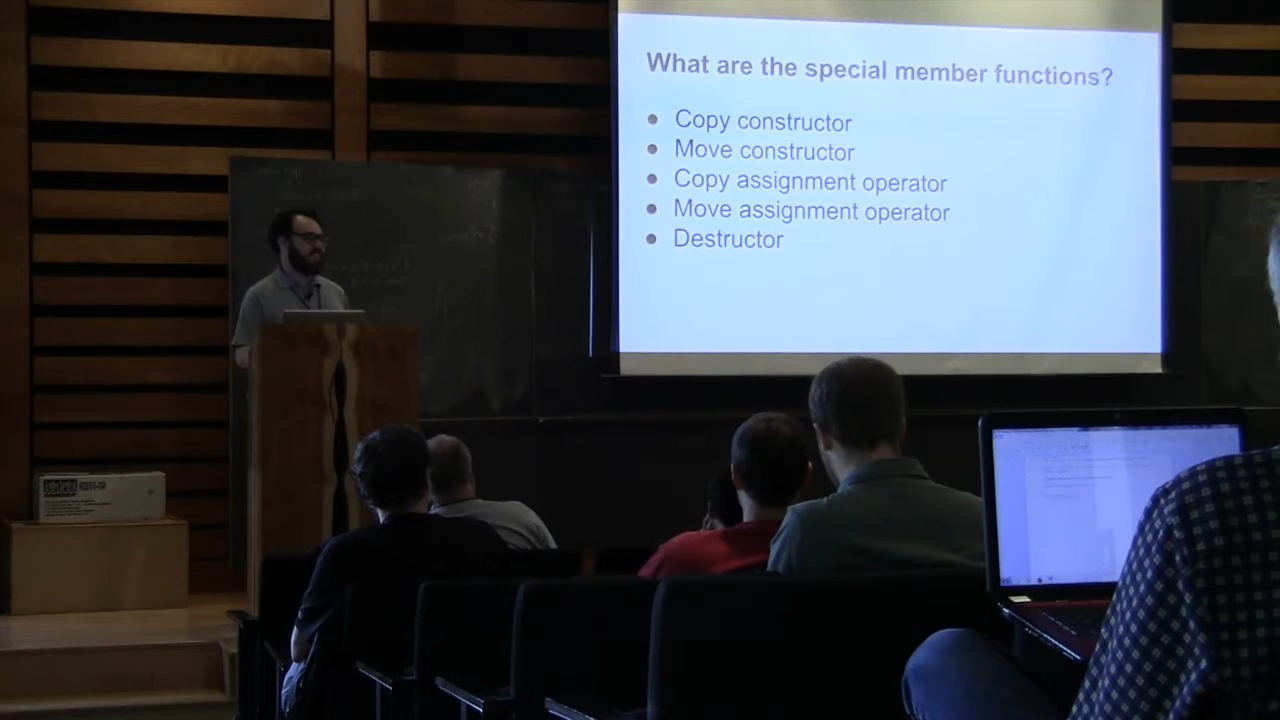 What are the special member functions?
Copy constructor
Move constructor
Copy assignment operator
Move assignment operator
Destructor